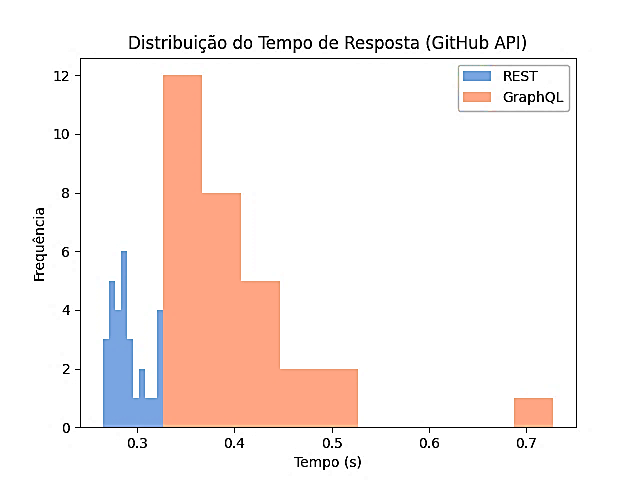 Distribuição do Tempo de Resposta (GitHub API)
REST
GraphQL
12
10
8
6
4
2
0
Frequência
0.3 0.4 0.5 0.6 0.7
Tempo (s)